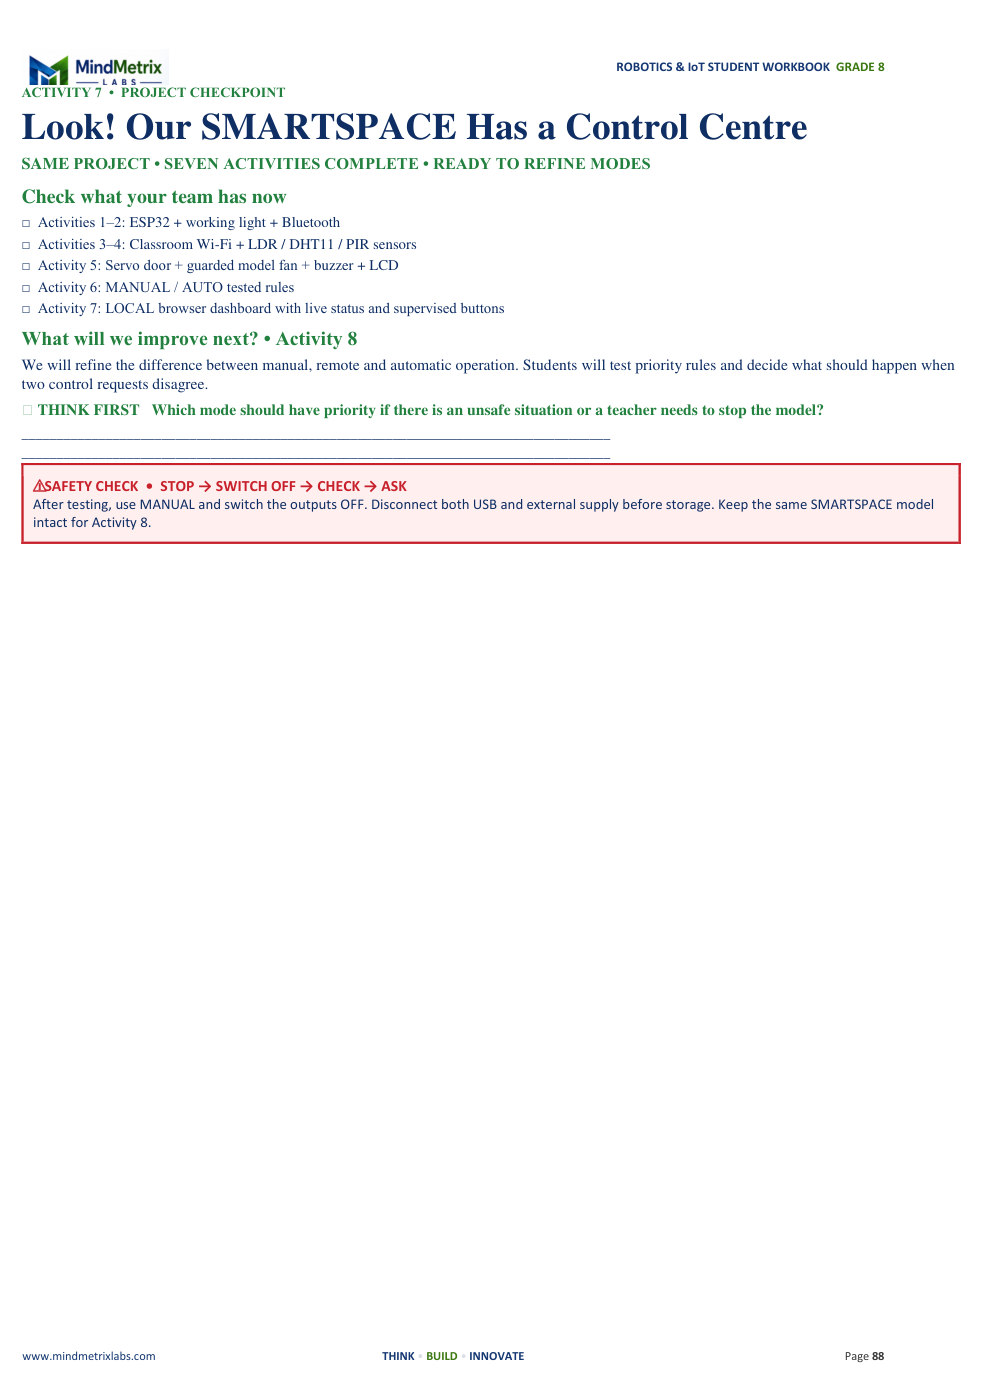 MindMetrix
LABS
ROBOTICS & IoT STUDENT WORKBOOK GRADE 8
ACTIVITY 7 • PROJECT CHECKPOINT
Look! Our SMARTSPACE Has a Control Centre
SAME PROJECT • SEVEN ACTIVITIES COMPLETE • READY TO REFINE MODES
Check what your team has now
□ Activities 1–2: ESP32 + working light + Bluetooth
□ Activities 3–4: Classroom Wi-Fi + LDR / DHT11 / PIR sensors
□ Activity 5: Servo door + guarded model fan + buzzer + LCD
□ Activity 6: MANUAL / AUTO tested rules
□ Activity 7: LOCAL browser dashboard with live status and supervised buttons
What will we improve next? • Activity 8
We will refine the difference between manual, remote and automatic operation. Students will test priority rules and decide what should happen when
two control requests disagree.
□ THINK FIRST Which mode should have priority if there is an unsafe situation or a teacher needs to stop the model?
⚠SAFETY CHECK • STOP → SWITCH OFF → CHECK → ASK
After testing, use MANUAL and switch the outputs OFF. Disconnect both USB and external supply before storage. Keep the same SMARTSPACE model
intact for Activity 8.
www.mindmetrixlabs.com
THINK • BUILD • INNOVATE
Page 88